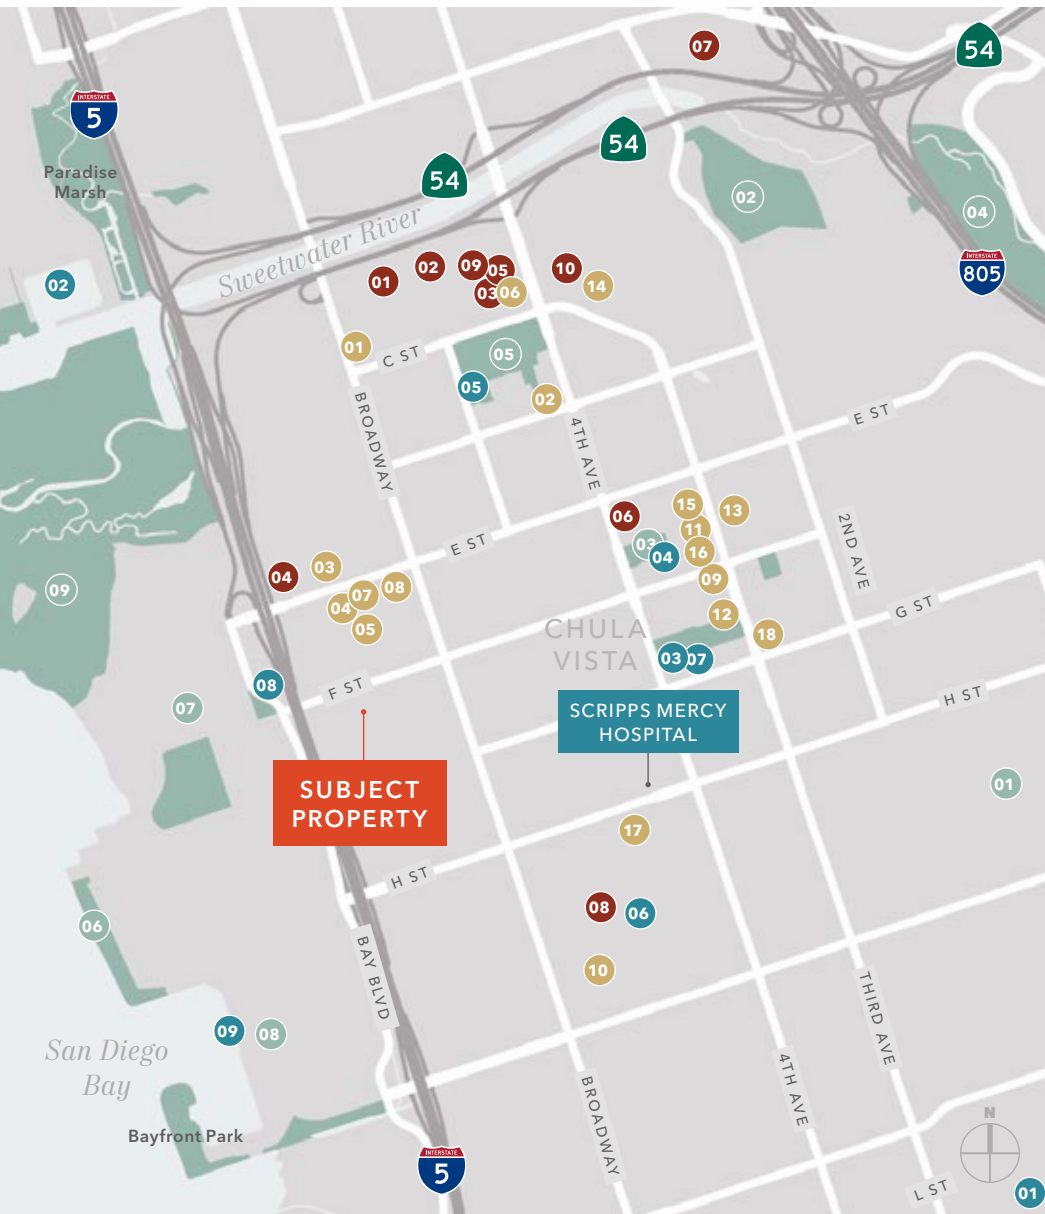 07
54
INTERSTATE
5
54
54
Paradise
Marsh
02
04
Sweetwater River
INTERSTATE
805
02
01
02
09
05
03
06
10
14
01
C ST
05
05
02
BROADWAY
4TH AVE
E ST
15
13
06
11
03
04
16
2ND AVE
E ST
04
03
07
08
04
05
09
09
12
18
G ST
CHULA
VISTA
03
07
08
F ST
07
H ST
SCRIPPS MERCY
HOSPITAL
SUBJECT
PROPERTY
01
17
H ST
08
06
06
10
BAY BLVD
THIRD AVE
09
08
San Diego
Bay
4TH AVE
BROADWAY
Bayfront Park
N
INTERSTATE
5
L ST
01